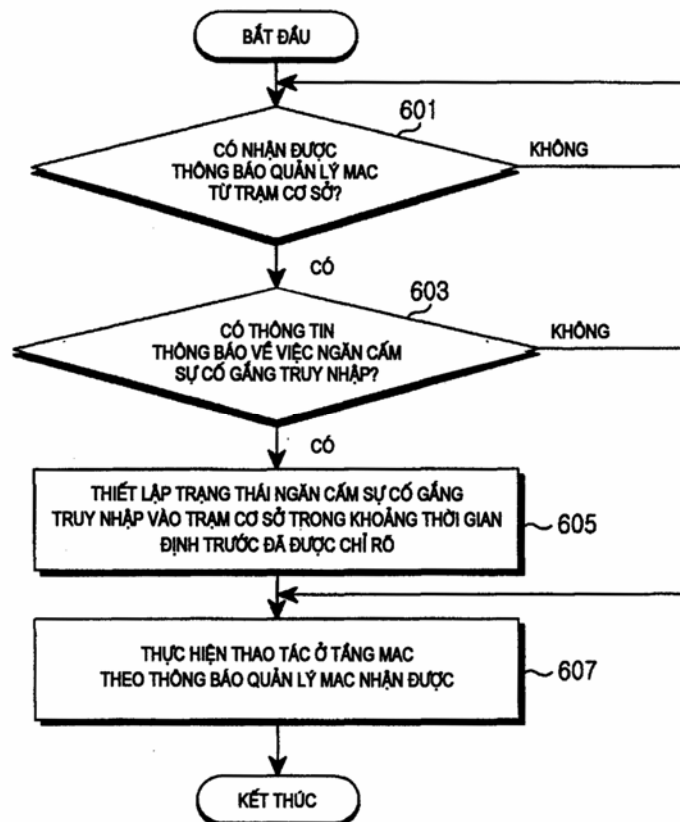 BẮT ĐẦU
601
CÓ NHẬN ĐƯỢC
THÔNG BÁO QUẢN LÝ MAC
TỪ TRẠM CƠ SỞ?
KHÔNG
CÓ
603
CÓ THÔNG TIN
THÔNG BÁO VỀ VIỆC NGĂN CẤM
SỰ CỐ GẮNG TRUY NHẬP?
KHÔNG
CÓ
THIẾT LẬP TRẠNG THÁI NGĂN CẤM SỰ CỐ GẮNG
TRUY NHẬP VÀO TRẠM CƠ SỞ TRONG KHOẢNG THỜI GIAN
ĐỊNH TRƯỚC ĐÃ ĐƯỢC CHỈ RÕ
605
THỰC HIỆN THAO TÁC Ở TẦNG MAC
THEO THÔNG BÁO QUẢN LÝ MAC NHẬN ĐƯỢC
607
KẾT THÚC